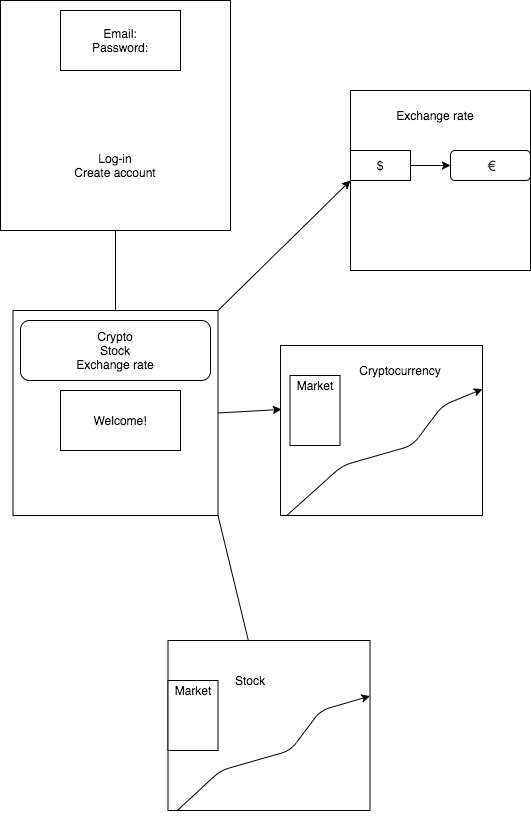 Email:
Password:
Log-in
Create account
Exchange rate
$
€
Crypto
Stock
Exchange rate
Welcome!
Cryptocurrency
Market
Stock
Market